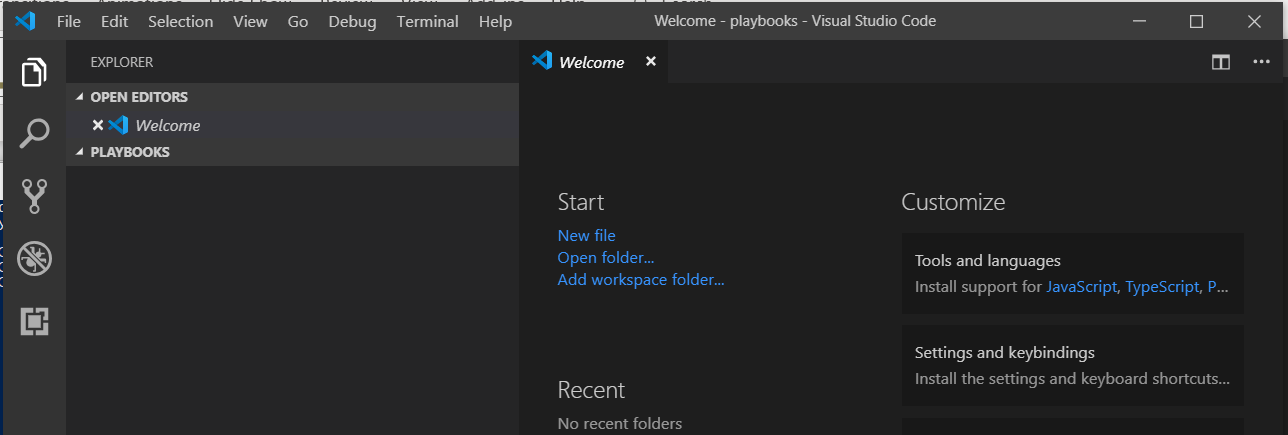 File Edit Selection View Go Debug Terminal Help
Welcome - playbooks - Visual Studio Code
EXPLORER
Welcome
OPEN EDITORS
Welcome
PLAYBOOKS
Start
New file
Open folder...
Add workspace folder...
Recent
No recent folders
Customize
Tools and languages
Install support for JavaScript, TypeScript, P...
Settings and keybindings
Install the settings and keyboard shortcuts...